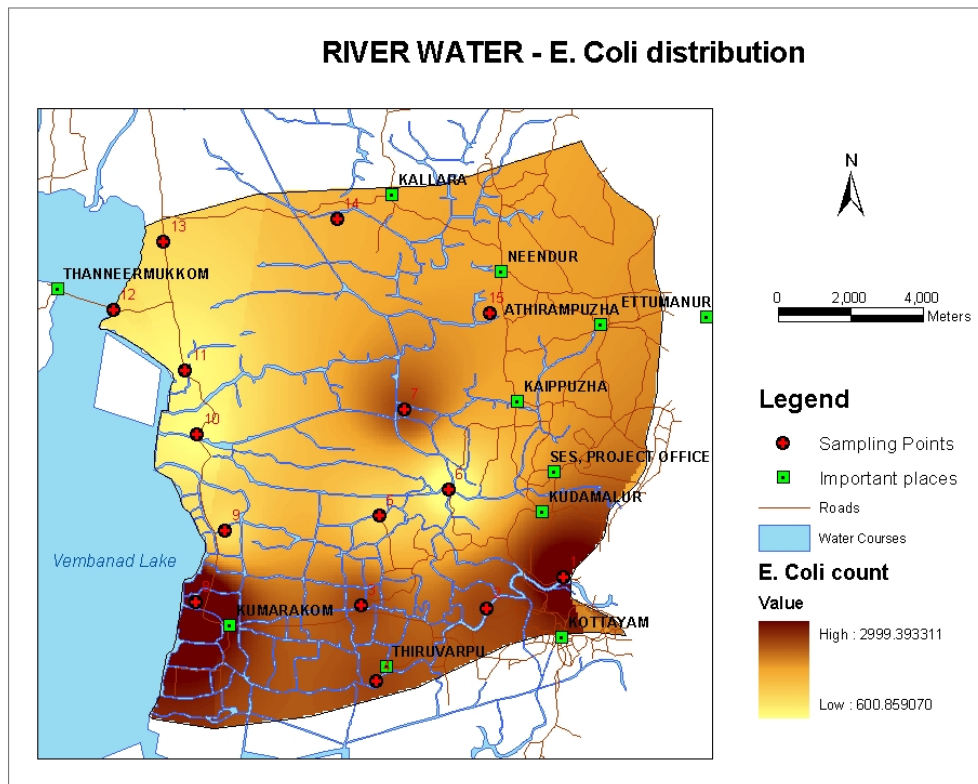 RIVER WATER - E. Coli distribution
KALLARA
14
13
NEENDUR
THANNEERMUKKOM
12
15
ATHIRAMPUZHA
ETTUMANUR
11
7
KAIPPUZHA
10
SES, PROJECT OFFICE
6
KUDAMALUR
5
9
Vembanad Lake
1
8
KUMARAKOM
KOTTAYAM
THIRUVARPU
N
0 2,000 4,000
Meters
Legend
Sampling Points
Important places
Roads
Water Courses
E. Coli count
Value
High : 2999.393311
Low : 600.859070